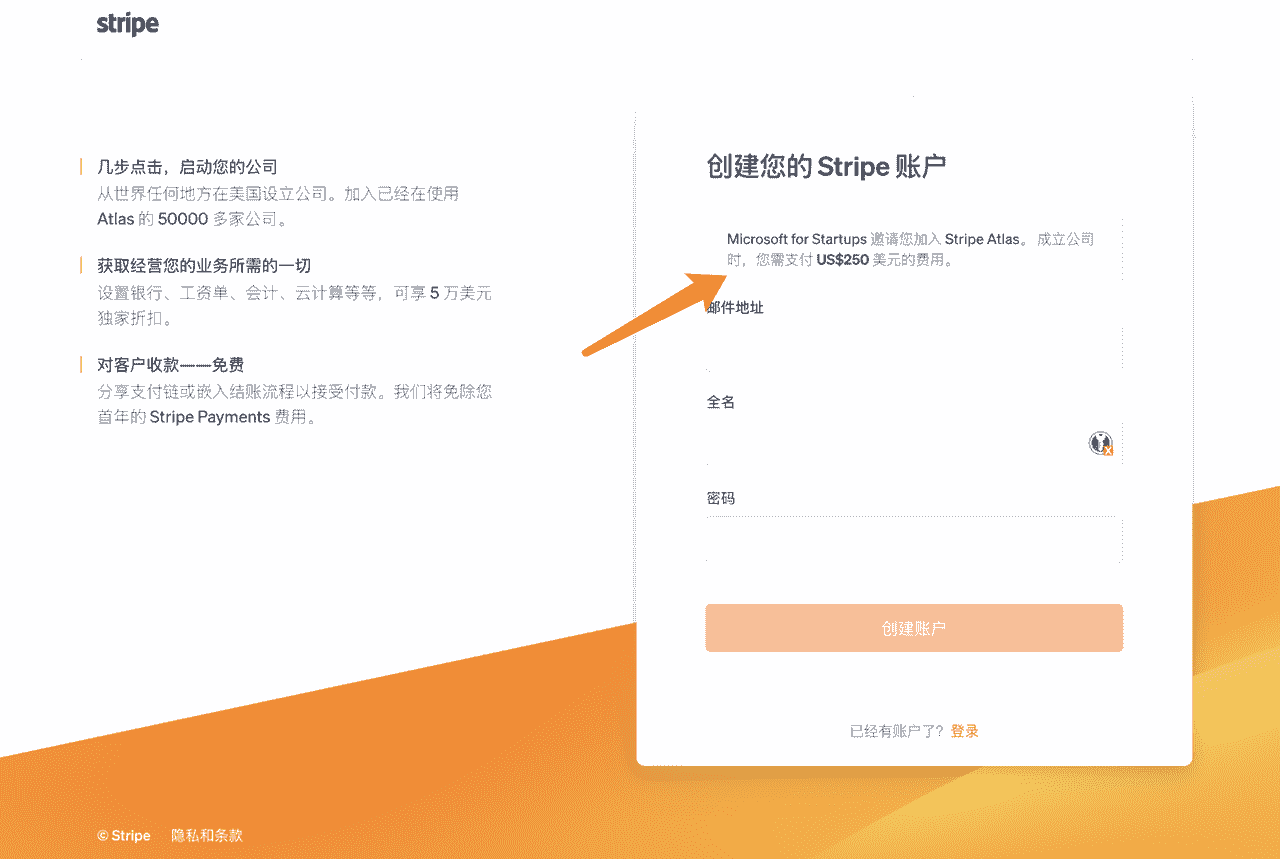 stripe
几步点击，启动您的公司
从世界任何地方在美国设立公司。加入已经在使用
Atlas 的 50000 多家公司。
获取经营您的业务所需的一切
设置银行、工资单、会计、云计算等等，可享 5 万美元
独家折扣。
对客户收款——免费
分享支付链或嵌入结账流程以接受付款。我们将免除您
首年的 Stripe Payments 费用。
创建您的 Stripe 账户
Microsoft for Startups 邀请您加入 Stripe Atlas。 成立公司
时，您需支付 US$250 美元的费用。
邮件地址
全名
密码
创建账户
已经有账户了？登录
© Stripe 隐私和条款